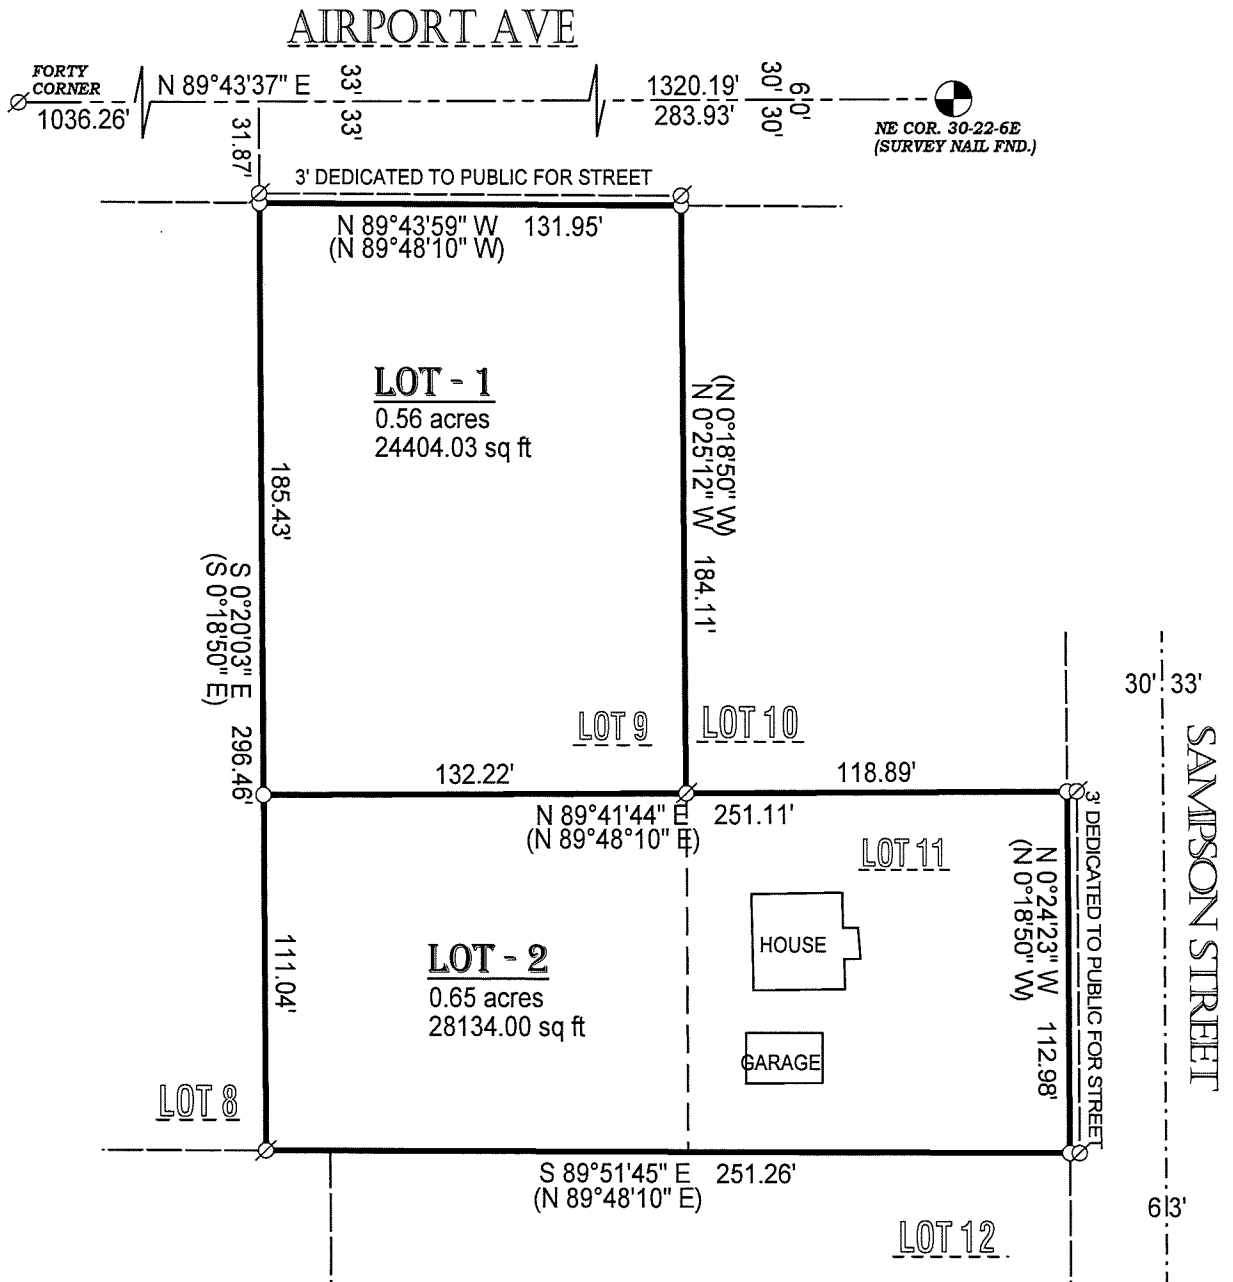 AIRPORT AVE
FORTY
CORNER
1036.26'
N 89°43'37" E
33'
33'
1320.19'
283.93'
30'
30'
60'
NE COR. 30-22-6E
(SURVEY NAIL FND.)
31.87'
3' DEDICATED TO PUBLIC FOR STREET
N 89°43'59" W 131.95'
(N 89°48'10" W)
LOT - 1
0.56 acres
24404.03 sq ft
(N 0°18'50" W)
N 0°25'12" W 184.11'
185.43'
S 0°20'03" E 296.46'
(S 0°18'50" E)
LOT 9
LOT 10
132.22'
118.89'
N 89°41'44" E 251.11'
(N 89°48°10" E)
30' 33'
SAMPSON STREET
LOT 11
3' DEDICATED TO PUBLIC FOR STREET
N 0°24'23" W 112.98'
(N 0°18'50" W)
HOUSE
LOT - 2
0.65 acres
28134.00 sq ft
111.04'
GARAGE
LOT 8
S 89°51'45" E 251.26'
(N 89°48'10" E)
63'
LOT 12